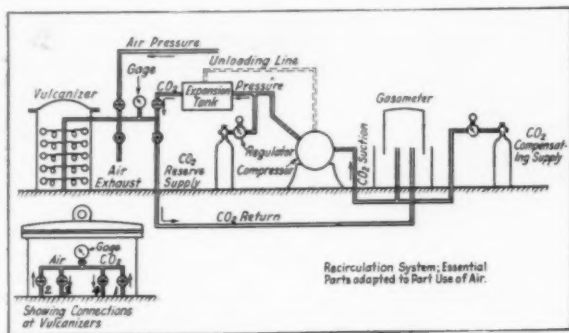 Air Pressure
Unloading Line
Gage
Vulcanizer
CO2
Expansion
Tank
Pressure
Gasometer
CO2
Compensat-
ing Supply
Regulator
Compressor
CO2 Suction
Air
Exhaust
CO2
Reserve
Supply
CO2 Return
Gage
Air
CO2
Showing Connections
at Vulcanizers
Recirculation System; Essential
Parts adapted to Part Use of Air.